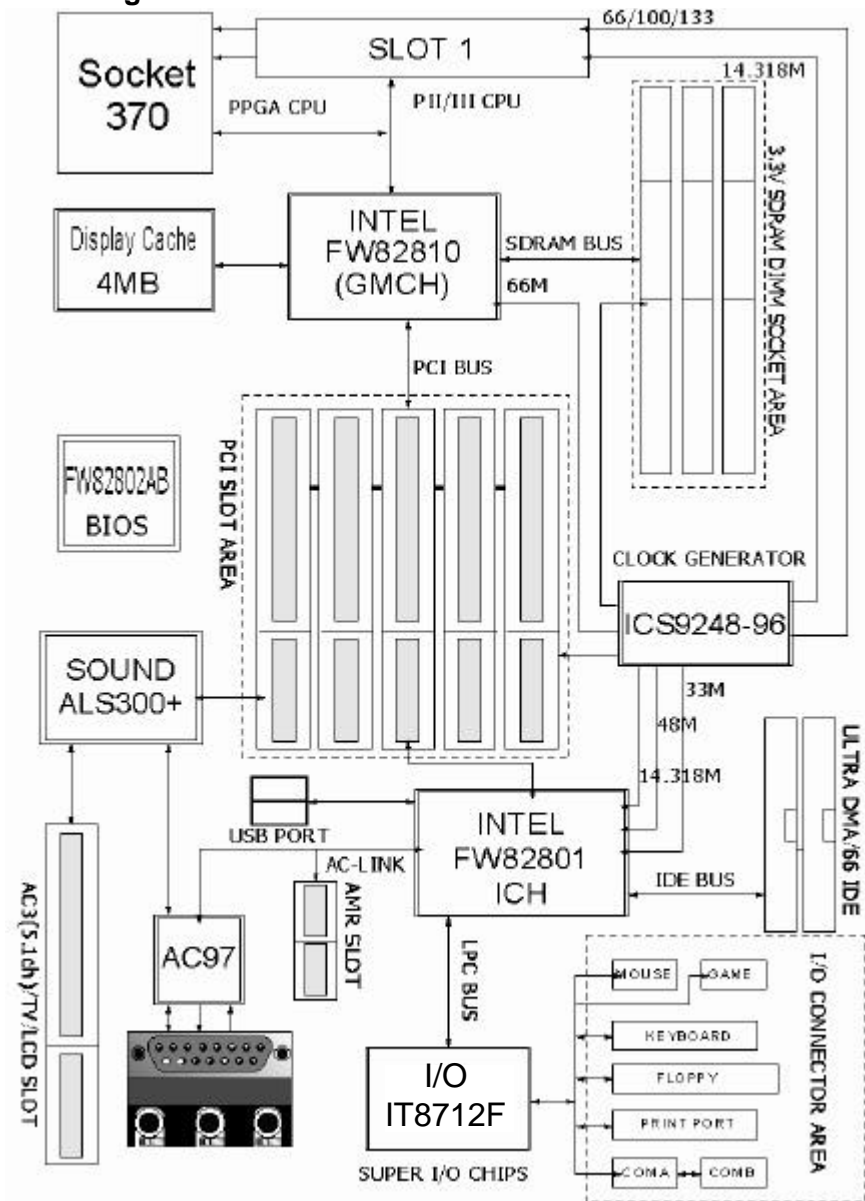 66/100/133
SLOT 1
14.318M
Socket
370
PPGA CPU
PII/III CPU
3,3V SDRAM DIMM SOCKET AREA
INTEL
FW82810
(GMCH)
Display Cache
4MB
SDRAM BUS
66M
PCI BUS
PCI SLOT AREA
FW82802AB
BIOS
CLOCK GENERATOR
ICS9248-96
SOUND
ALS300+
33M
48M
14.318M
ULTRA DMA/66 IDE
USB PORT
INTEL
FW82801
ICH
AC-LINK
AMR SLOT
IDE BUS
AC3(5.1ch)/TV/LCD SLOT
AC97
LPC BUS
I/O CONNECTOR AREA
MOUSE
GAME
KEYBOARD
FLOPPY
PRINT PORT
COMA
COMB
I/O
IT8712F
SUPER I/O CHIPS